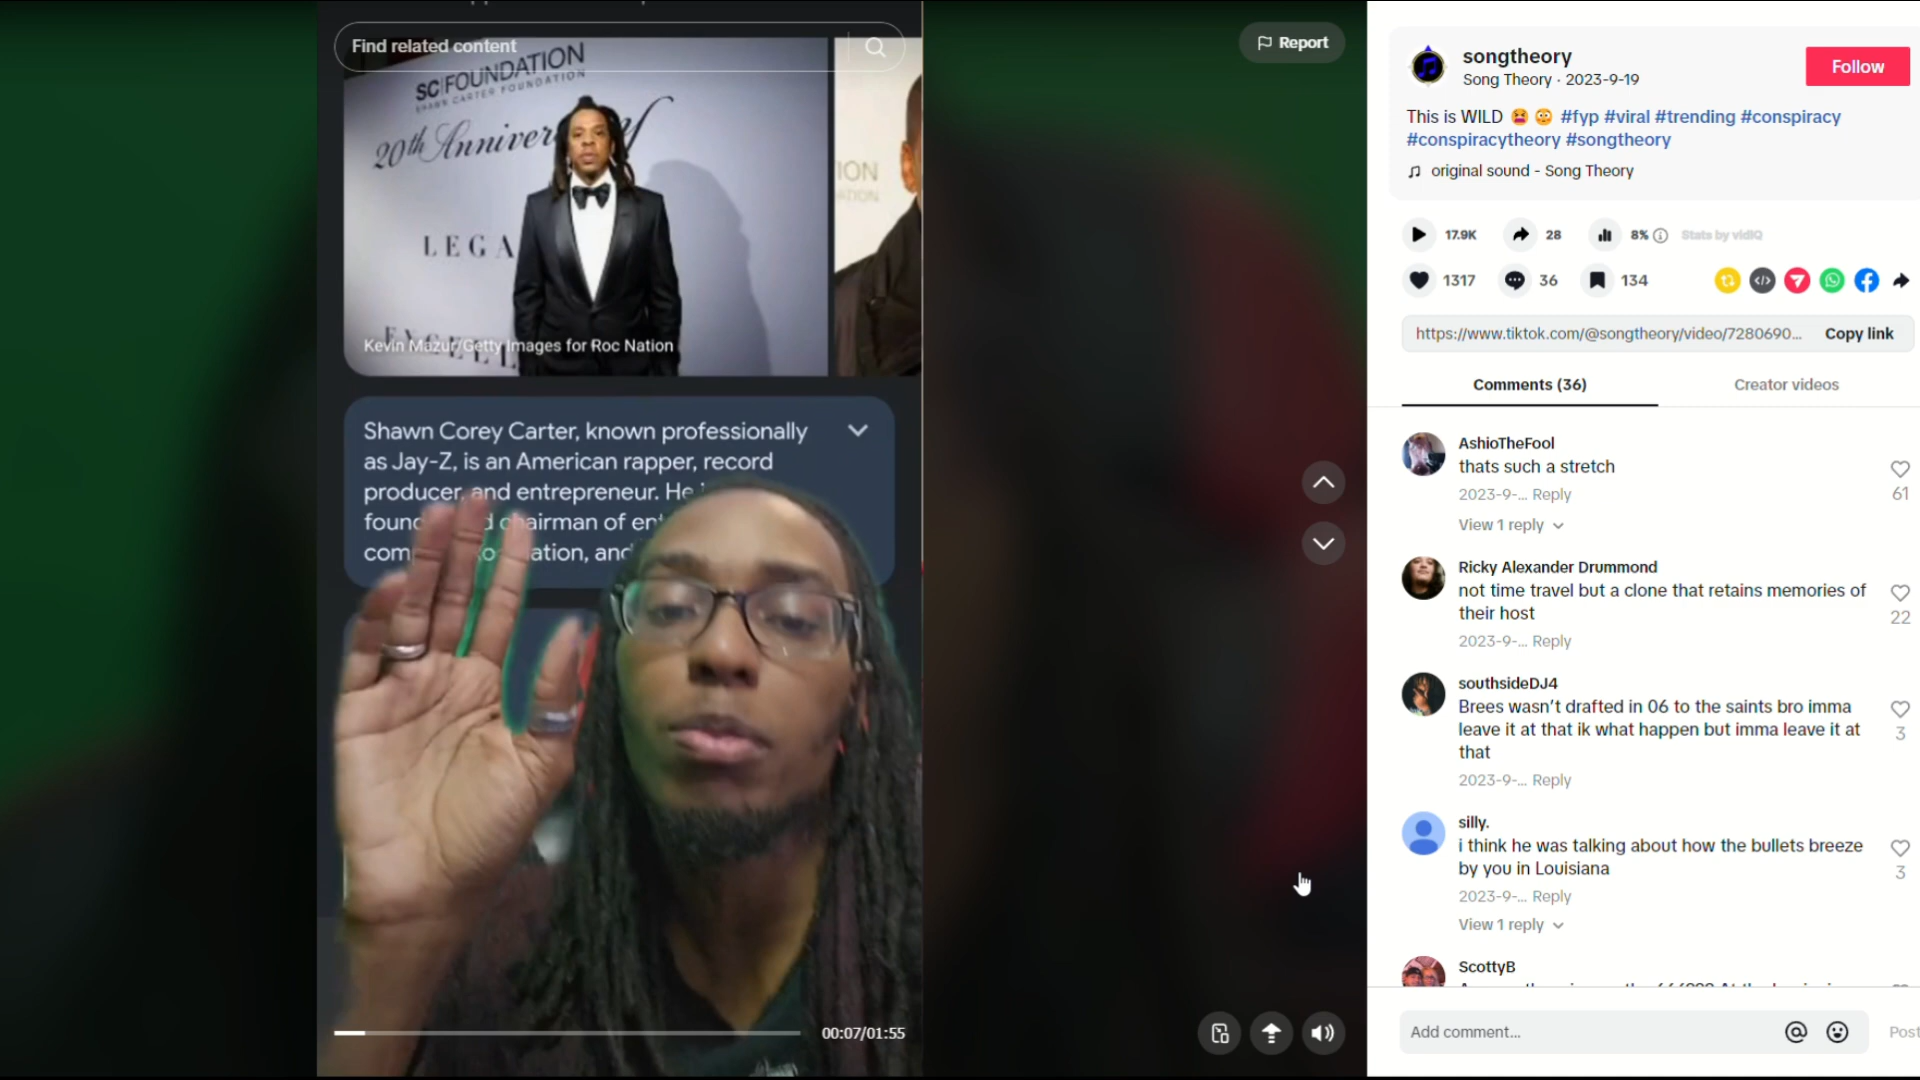 Find related content
SC|FOUNDATION
SHAWN CARTER FOUNDATION
20th Anniversary
LEGA
Kevin Mazur/Getty Images for Roc Nation
Shawn Corey Carter, known professionally
as Jay-Z, is an American rapper, record
producer, and entrepreneur. He
chairman of
and
00:07/01:55
Report
songtheory
Song Theory · 2023-9-19
Follow
This is WILD 😫 😳 #fyp #viral #trending #conspiracy
#conspiracytheory #songtheory
original sound - Song Theory
17.9K
28
8%
Stats by vidIQ
1317
36
134
https://www.tiktok.com/@songtheory/video/7280690...
Copy link
Comments (36)
Creator videos
AshioTheFool
thats such a stretch
61
2023-9-... Reply
View 1 reply
Ricky Alexander Drummond
not time travel but a clone that retains memories of
their host
22
2023-9-... Reply
southsideDJ4
Brees wasn't drafted in 06 to the saints bro imma
leave it at that ik what happen but imma leave it at
that
3
2023-9-... Reply
silly.
i think he was talking about how the bullets breeze
by you in Louisiana
3
2023-9-... Reply
View 1 reply
ScottyB
Add comment...
Post